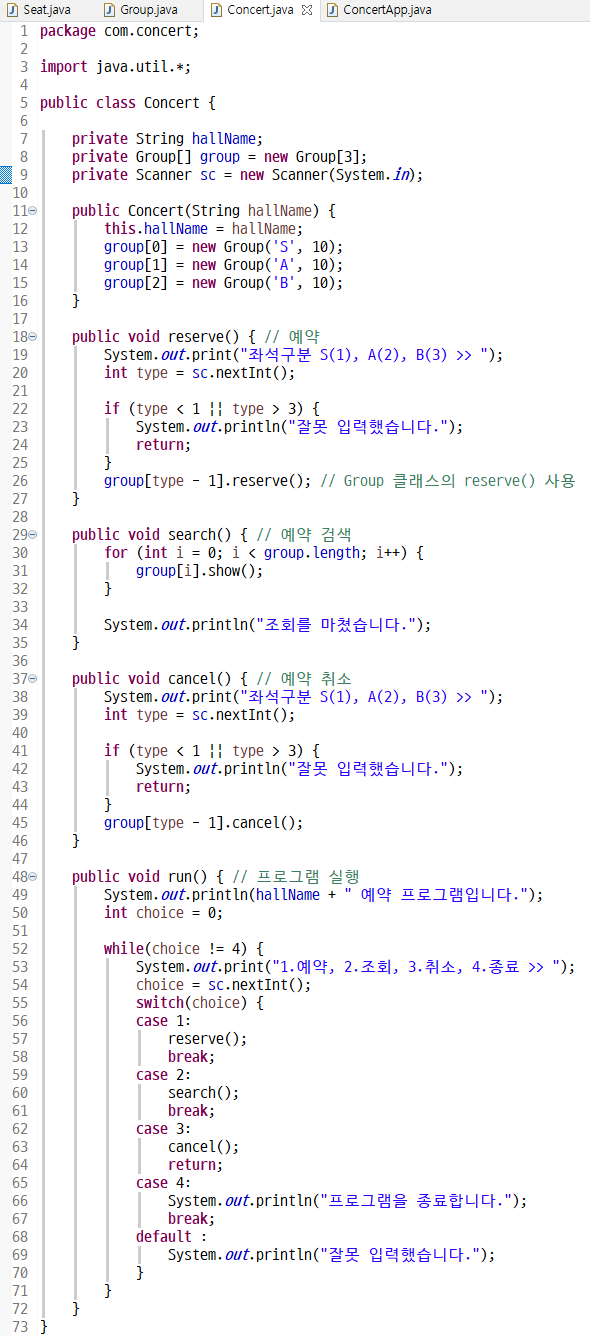 Seat.java Group.java Concert.java ConcertApp.java
1 package com.concert;
2
3 import java.util.*;
4
5 public class Concert {
6
7 private String hallName;
8 private Group[] group = new Group[3];
9 private Scanner sc = new Scanner(System.in);
10
11 public Concert(String hallName) {
12 this.hallName = hallName;
13 group[0] = new Group('S', 10);
14 group[1] = new Group('A', 10);
15 group[2] = new Group('B', 10);
16 }
17
18 public void reserve() { // 예약
19 System.out.print("좌석구분 S(1), A(2), B(3) >> ");
20 int type = sc.nextInt();
21
22 if (type < 1 || type > 3) {
23 System.out.println("잘못 입력했습니다.");
24 return;
25 }
26 group[type - 1].reserve(); // Group 클래스의 reserve() 사용
27 }
28
29 public void search() { // 예약 검색
30 for (int i = 0; i < group.length; i++) {
31 group[i].show();
32 }
33
34 System.out.println("조회를 마쳤습니다.");
35 }
36
37 public void cancel() { // 예약 취소
38 System.out.print("좌석구분 S(1), A(2), B(3) >> ");
39 int type = sc.nextInt();
40
41 if (type < 1 || type > 3) {
42 System.out.println("잘못 입력했습니다.");
43 return;
44 }
45 group[type - 1].cancel();
46 }
47
48 public void run() { // 프로그램 실행
49 System.out.println(hallName + " 예약 프로그램입니다.");
50 int choice = 0;
51
52 while(choice != 4) {
53 System.out.print("1.예약, 2.조회, 3.취소, 4.종료 >> ");
54 choice = sc.nextInt();
55 switch(choice) {
56 case 1:
57 reserve();
58 break;
59 case 2:
60 search();
61 break;
62 case 3:
63 cancel();
64 return;
65 case 4:
66 System.out.println("프로그램을 종료합니다.");
67 break;
68 default :
69 System.out.println("잘못 입력했습니다.");
70 }
71 }
72 }
73 }